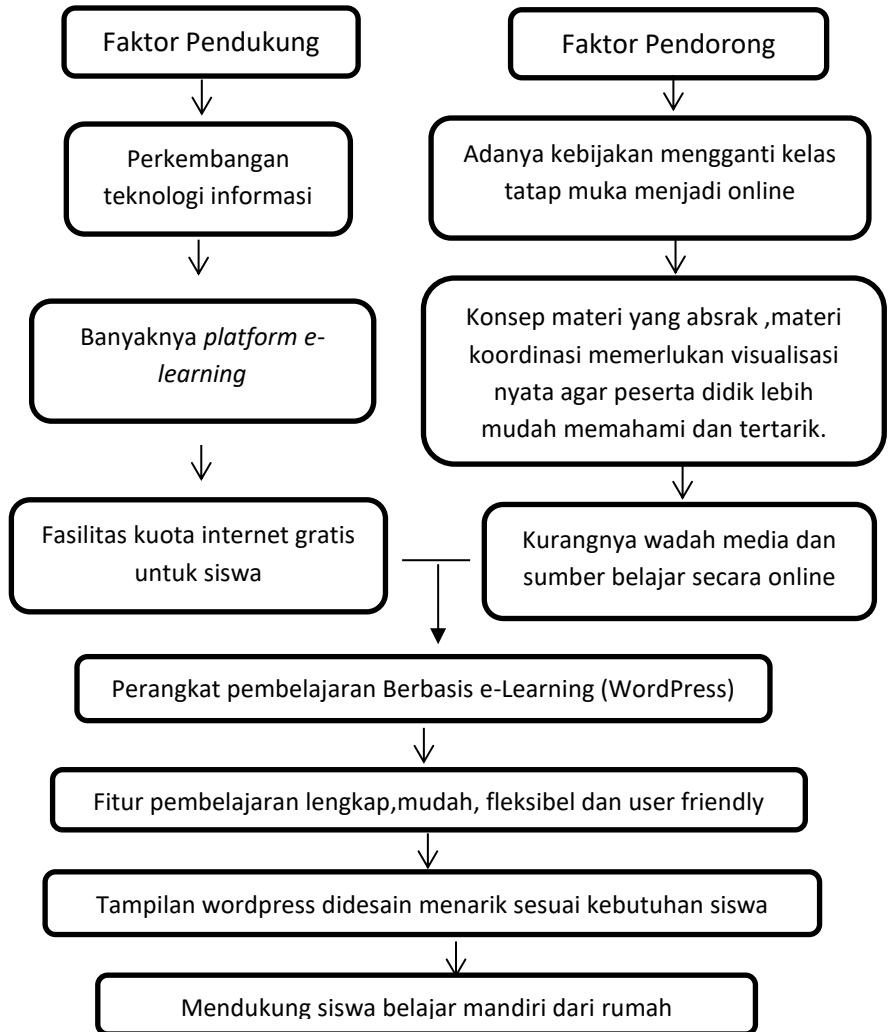 Faktor Pendukung
Faktor Pendorong
Perkembangan
teknologi informasi
Adanya kebijakan mengganti kelas
tatap muka menjadi online
Banyaknya platform e-
learning
Konsep materi yang absrak ,materi
koordinasi memerlukan visualisasi
nyata agar peserta didik lebih
mudah memahami dan tertarik.
Fasilitas kuota internet gratis
untuk siswa
Kurangnya wadah media dan
sumber belajar secara online
Perangkat pembelajaran Berbasis e-Learning (WordPress)
Fitur pembelajaran lengkap,mudah, fleksibel dan user friendly
Tampilan wordpress didesain menarik sesuai kebutuhan siswa
Mendukung siswa belajar mandiri dari rumah